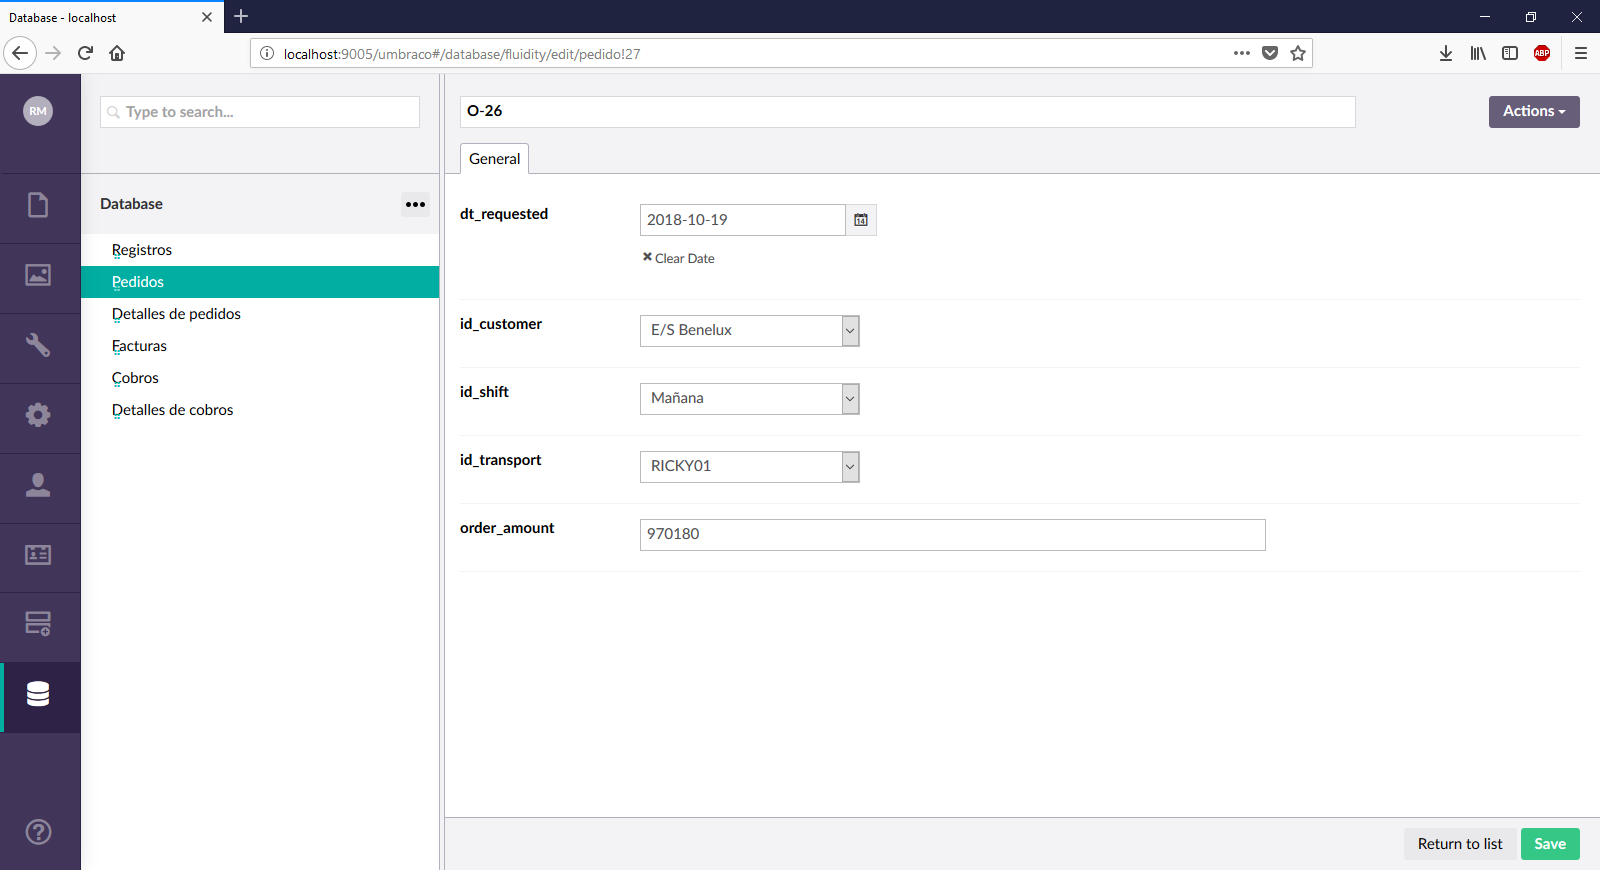 Database - localhost
localhost:9005/umbraco#/database/fluidity/edit/pedido!27
ABP
RM
Type to search...
O-26
Actions
General
Database
Registros
Pedidos
Detalles de pedidos
Facturas
Cobros
Detalles de cobros
dt_requested
2018-10-19
14
Clear Date
id_customer
E/S Benelux
id_shift
Mañana
id_transport
RICKY01
order_amount
970180
Return to list
Save